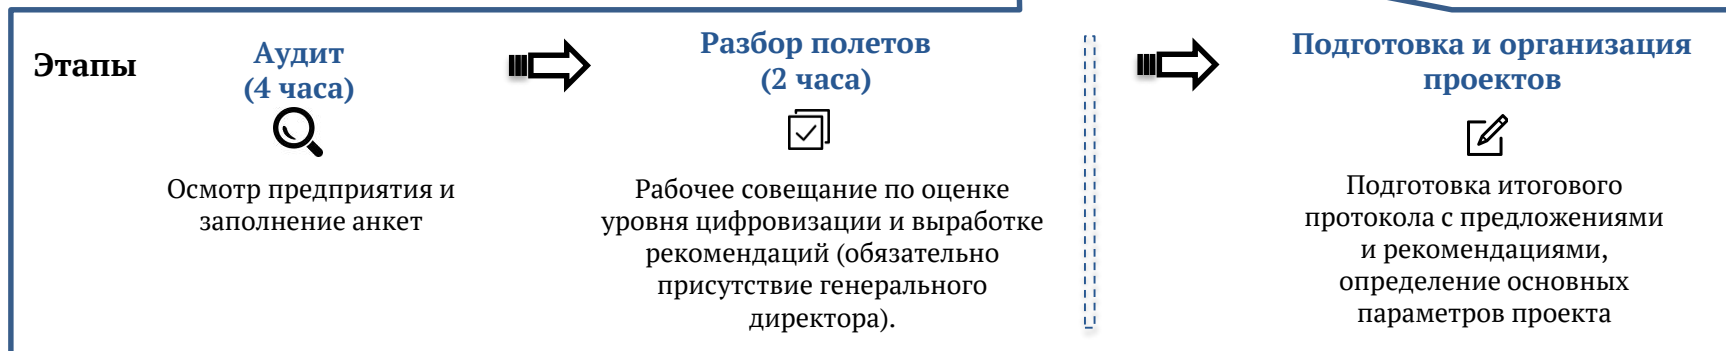 Этапы
Аудит
(4 часа)
Осмотр предприятия и
заполнение анкет
Разбор полетов
(2 часа)
Рабочее совещание по оценке
уровня цифровизации и выработке
рекомендаций (обязательно
присутствие генерального
директора).
Подготовка и организация
проектов
Подготовка итогового
протокола с предложениями
и рекомендациями,
определение основных
параметров проекта